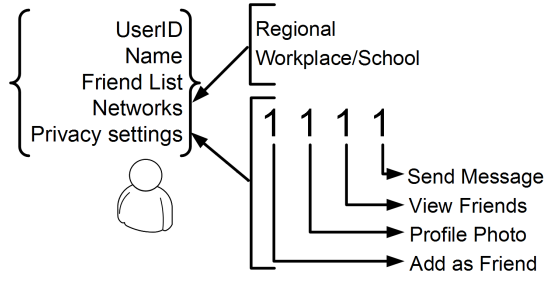 UserID
Name
Friend List
Networks
Privacy settings
Regional
Workplace/School
1 1 1 1
Send Message
View Friends
Profile Photo
Add as Friend